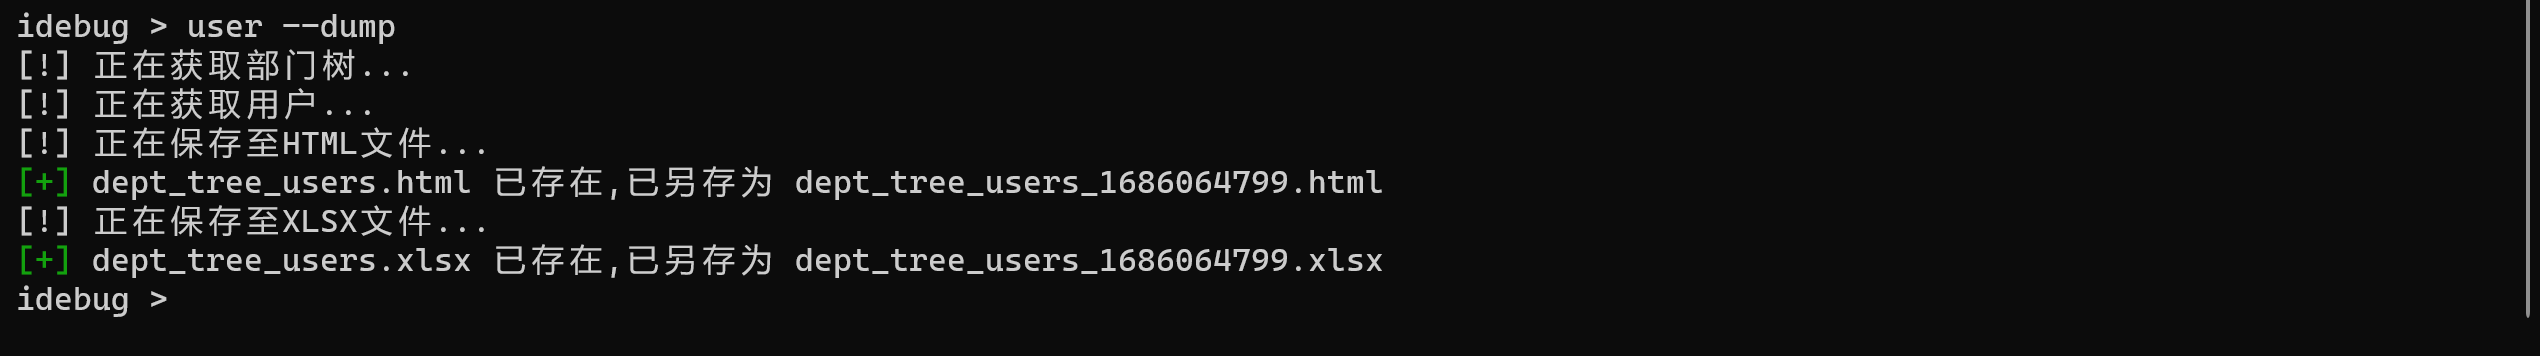 idebug > user --dump
[!] 正在获取部门树...
[!] 正在获取用户...
[!] 正在保存至HTML文件...
[+] dept_tree_users.html 已存在,已另存为 dept_tree_users_1686064799.html
[!] 正在保存至XLSX文件...
[+] dept_tree_users.xlsx 已存在,已另存为 dept_tree_users_1686064799.xlsx
idebug >